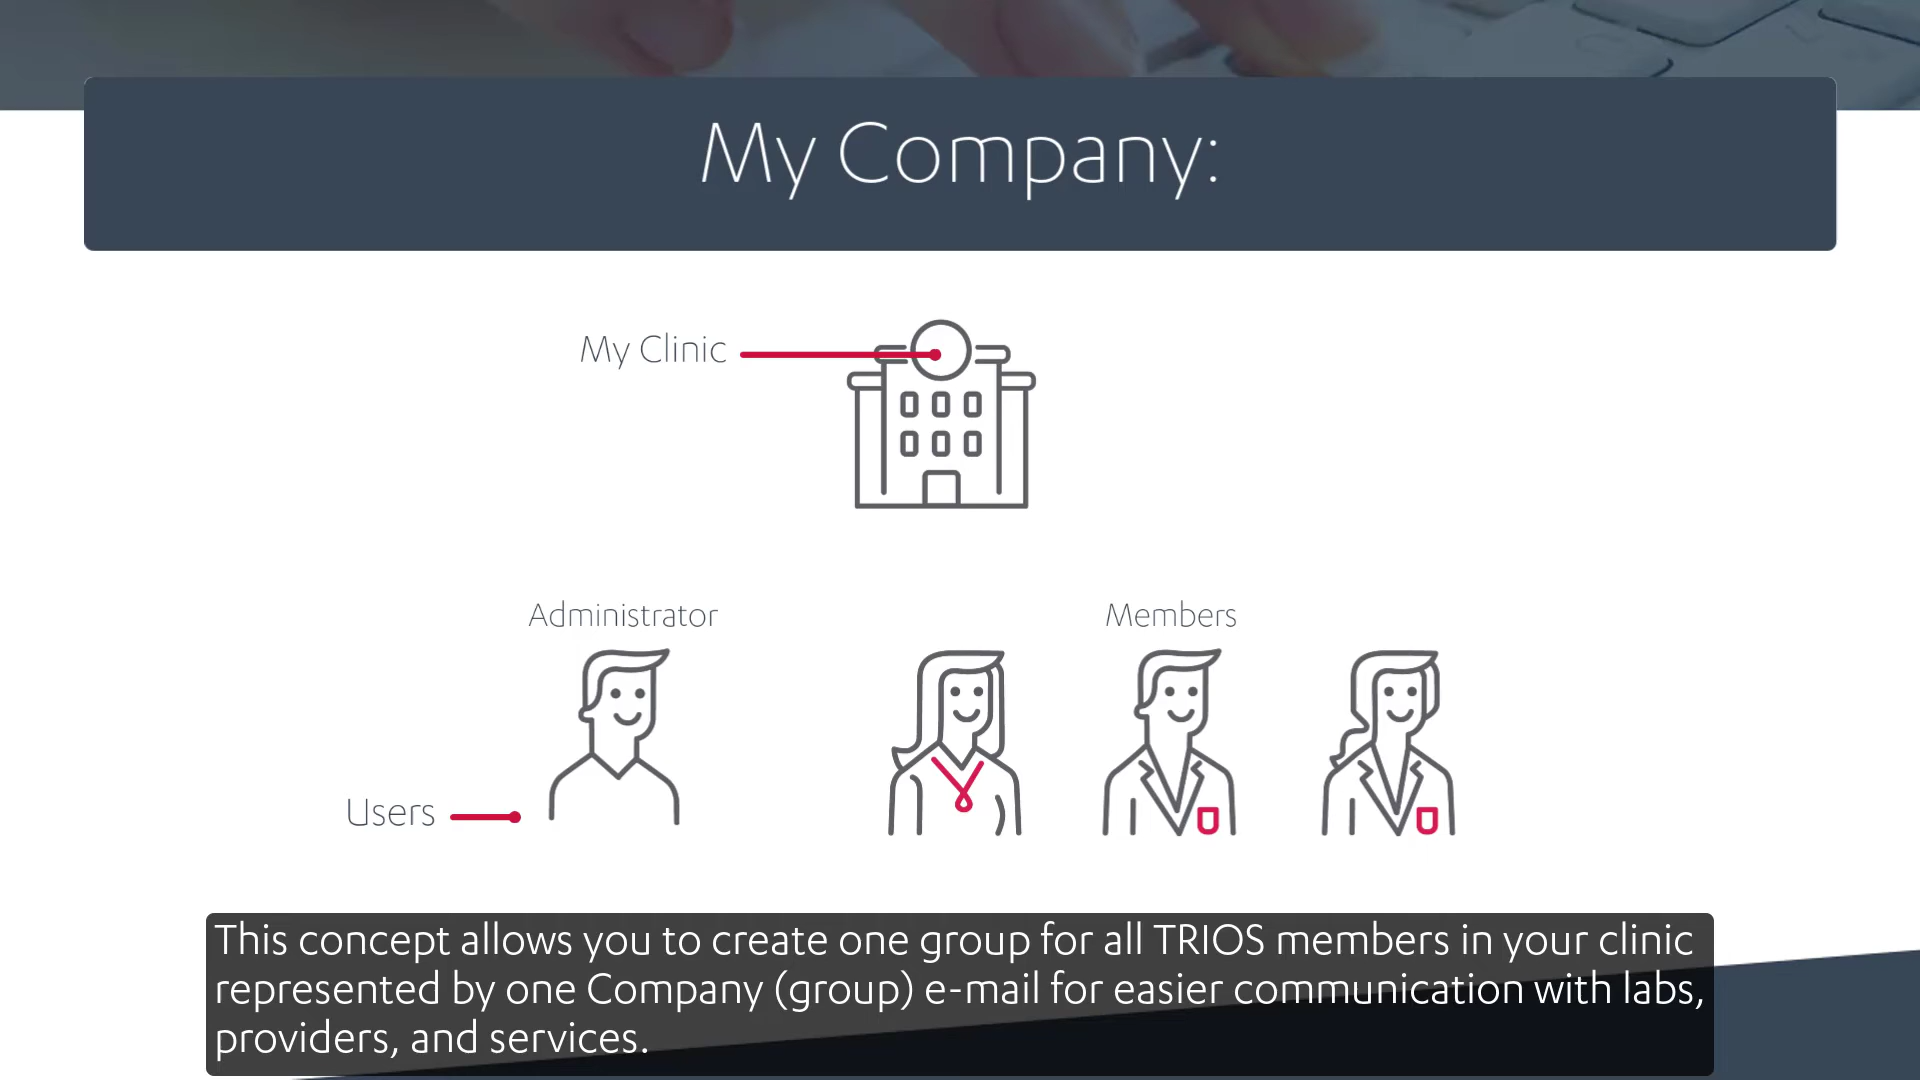 My Company:
My Clinic
Administrator
Members
Users
This concept allows you to create one group for all TRIOS members in your clinic
represented by one Company (group) e-mail for easier communication with labs,
providers, and services.